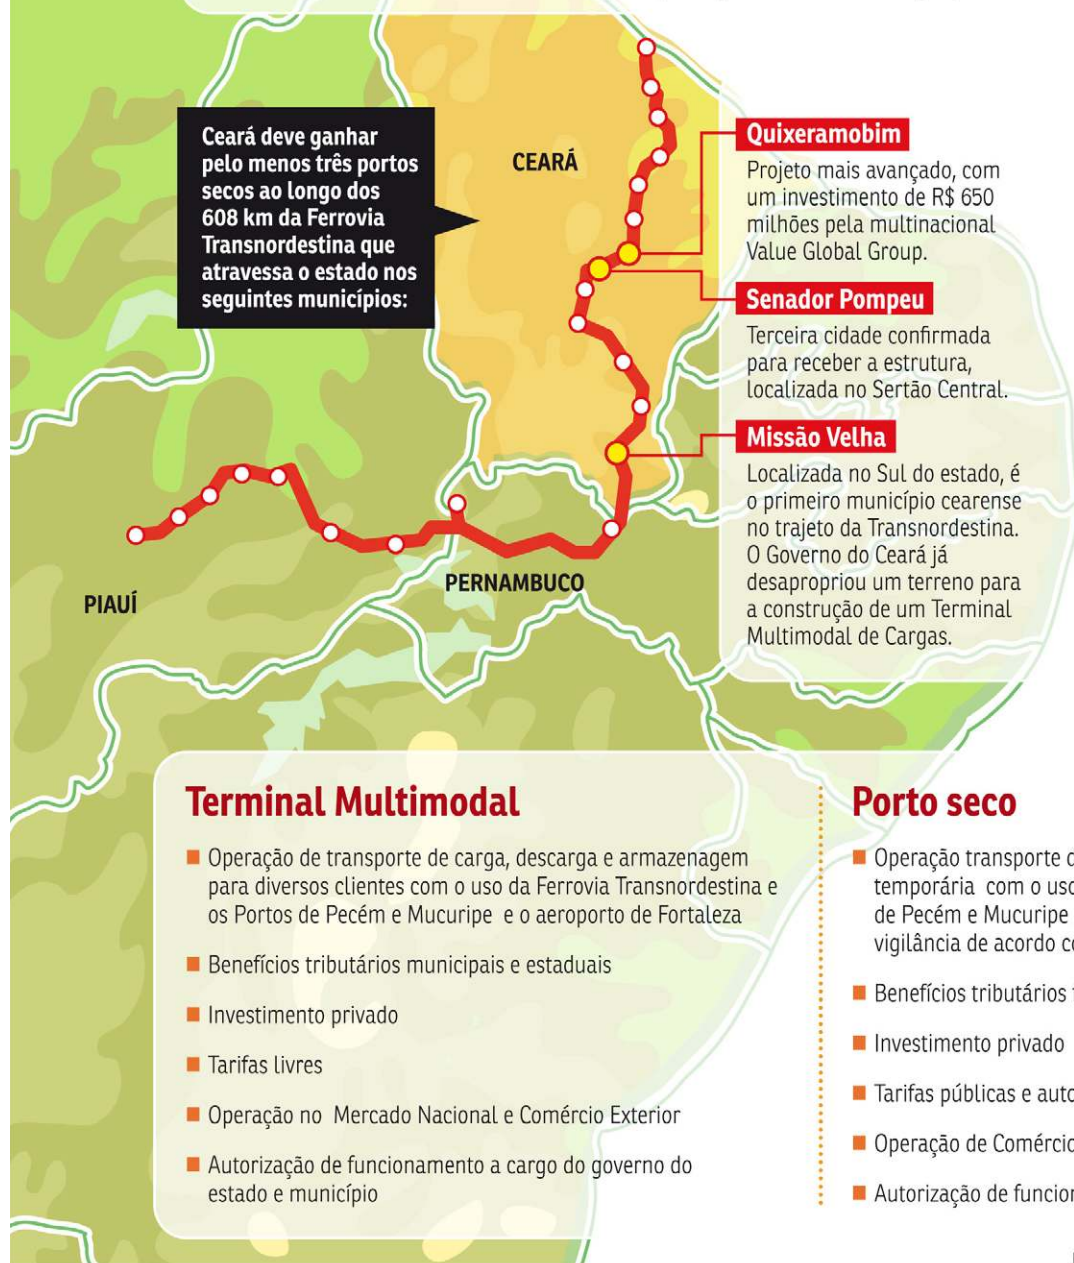 Ceará deve ganhar
pelo menos três portos
secos ao longo dos
608 km da Ferrovia
Transnordestina que
atravessa o estado nos
seguintes municípios:
CEARÁ
Quixeramobim
Projeto mais avançado, com
um investimento de R$ 650
milhões pela multinacional
Value Global Group.
Senador Pompeu
Terceira cidade confirmada
para receber a estrutura,
localizada no Sertão Central.
Missão Velha
Localizada no Sul do estado, é
o primeiro município cearense
no trajeto da Transnordestina.
O Governo do Ceará já
desapropriou um terreno para
a construção de um Terminal
Multimodal de Cargas.
PIAUÍ
PERNAMBUCO
Terminal Multimodal
Operação de transporte de carga, descarga e armazenagem
para diversos clientes com o uso da Ferrovia Transnordestina e
os Portos de Pecém e Mucuripe e o aeroporto de Fortaleza
Benefícios tributários municipais e estaduais
Investimento privado
Tarifas livres
Operação no Mercado Nacional e Comércio Exterior
Autorização de funcionamento a cargo do governo do
estado e município
Porto seco
Operação transporte
temporária com o uso
de Pecém e Mucuripe
vigilância de acordo
Benefícios tributários
Investimento privado
Tarifas públicas e
Operação de Comércio
Autorização de